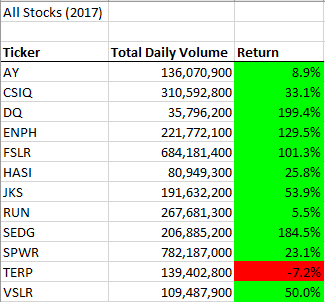 All Stocks (2017)
Ticker Total Daily Volume Return
AY 136,070,900 8.9%
CSIQ 310,592,800 33.1%
DQ 35,796,200 199.4%
ENPH 221,772,100 129.5%
FSLR 684,181,400 101.3%
HASI 80,949,300 25.8%
JKS 191,632,200 53.9%
RUN 267,681,300 5.5%
SEDG 206,885,200 184.5%
SPWR 782,187,000 23.1%
TERP 139,402,800 -7.2%
VSLR 109,487,900 50.0%